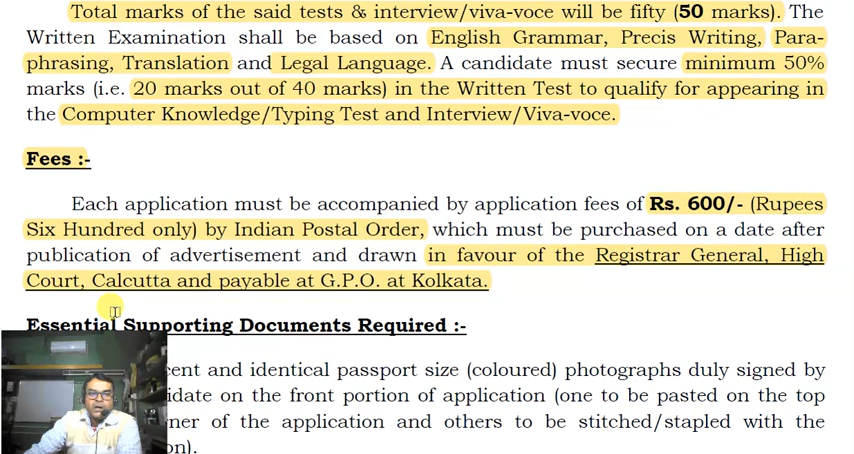 Total marks of the said tests & interview/viva-voce will be fifty (50 marks). The
Written Examination shall be based on English Grammar, Precis Writing, Para-
phrasing, Translation and Legal Language. A candidate must secure minimum 50%
marks (i.e. 20 marks out of 40 marks) in the Written Test to qualify for appearing in
the Computer Knowledge/Typing Test and Interview/Viva-voce.
Fees :-
Each application must be accompanied by application fees of Rs. 600/- (Rupees
Six Hundred only) by Indian Postal Order, which must be purchased on a date after
publication of advertisement and drawn in favour of the Registrar General, High
Court, Calcutta and payable at G.P.O. at Kolkata.
Essential Supporting Documents Required :-
and identical passport size (coloured) photographs duly signed by
on the front portion of application (one to be pasted on the top
of the application and others to be stitched/stapled with the